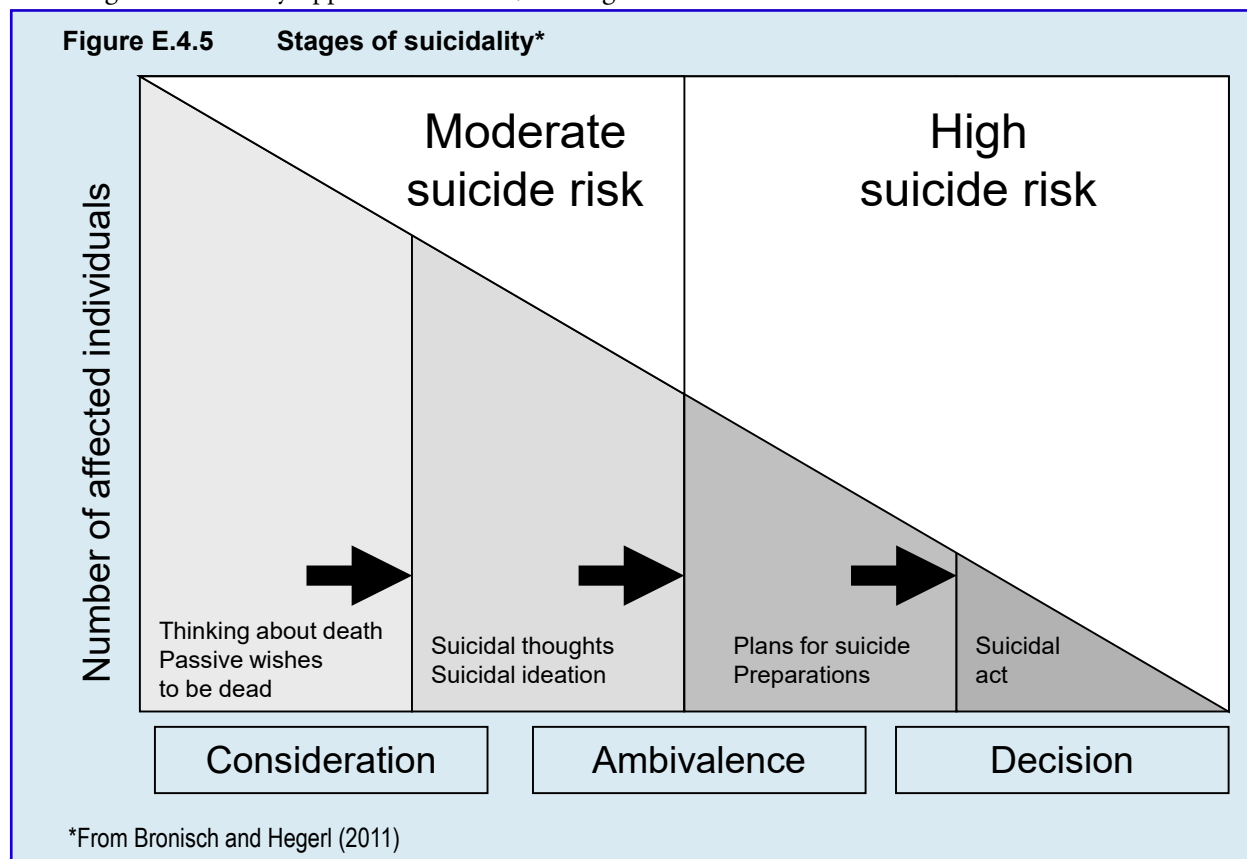 Figure E.4.5 Stages of suicidality*
Moderate
suicide risk
High
suicide risk
Number of affected individuals
Thinking about death
Passive wishes
to be dead
Suicidal thoughts
Suicidal ideation
Plans for suicide
Preparations
Suicidal
act
Consideration
Ambivalence
Decision
*From Bronisch and Hegerl (2011)